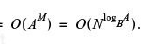 = O(A^M) = O(N^{log_B A}).